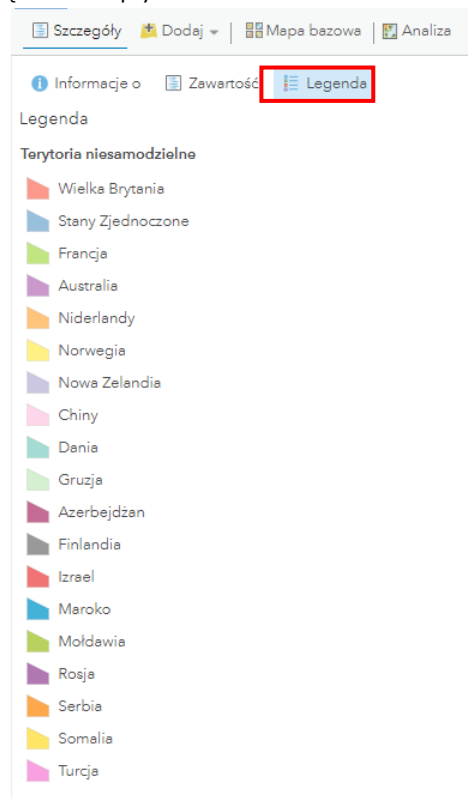 Szczegóły Dodaj Mapa bazowa Analiza
Informacje o Zawartość Legenda
Legenda
Terytoria niesamodzielne
Wielka Brytania
Stany Zjednoczone
Francja
Australia
Niderlandy
Norwegia
Nowa Zelandia
Chiny
Dania
Gruzja
Azerbejdżan
Finlandia
Izrael
Maroko
Mołdawia
Rosja
Serbia
Somalia
Turcja